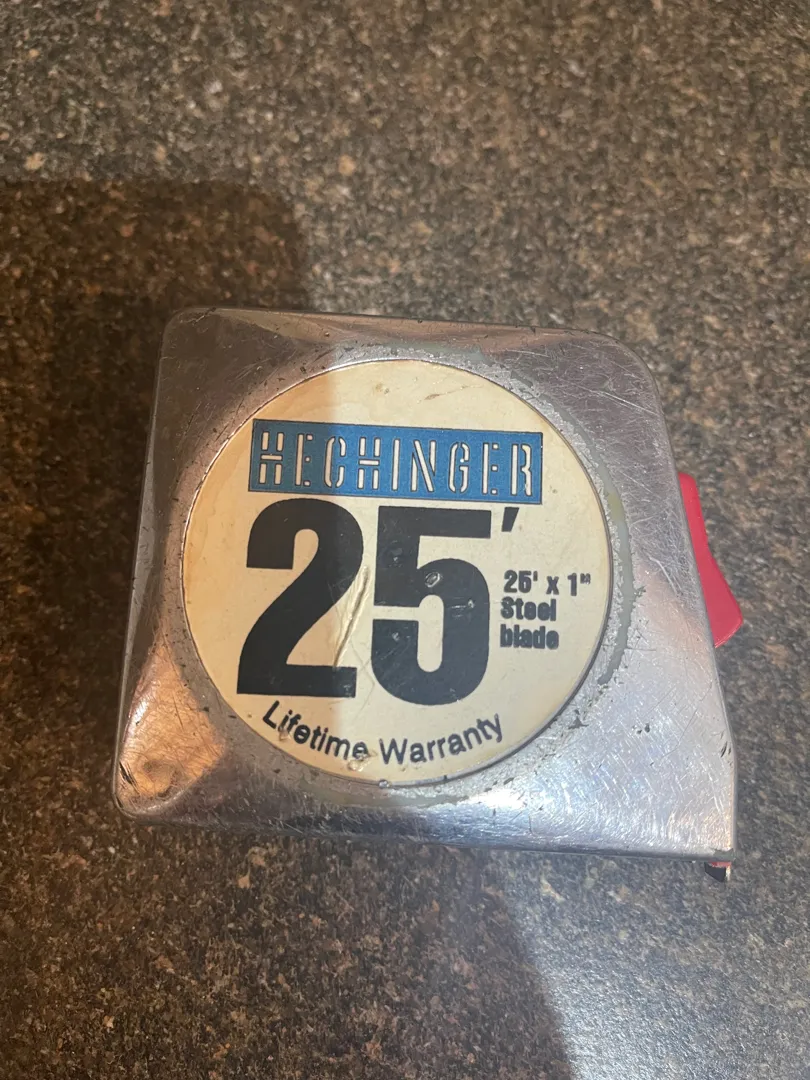 HECHINGER
25'
25' x 1"
Steel
blade
Lifetime Warranty